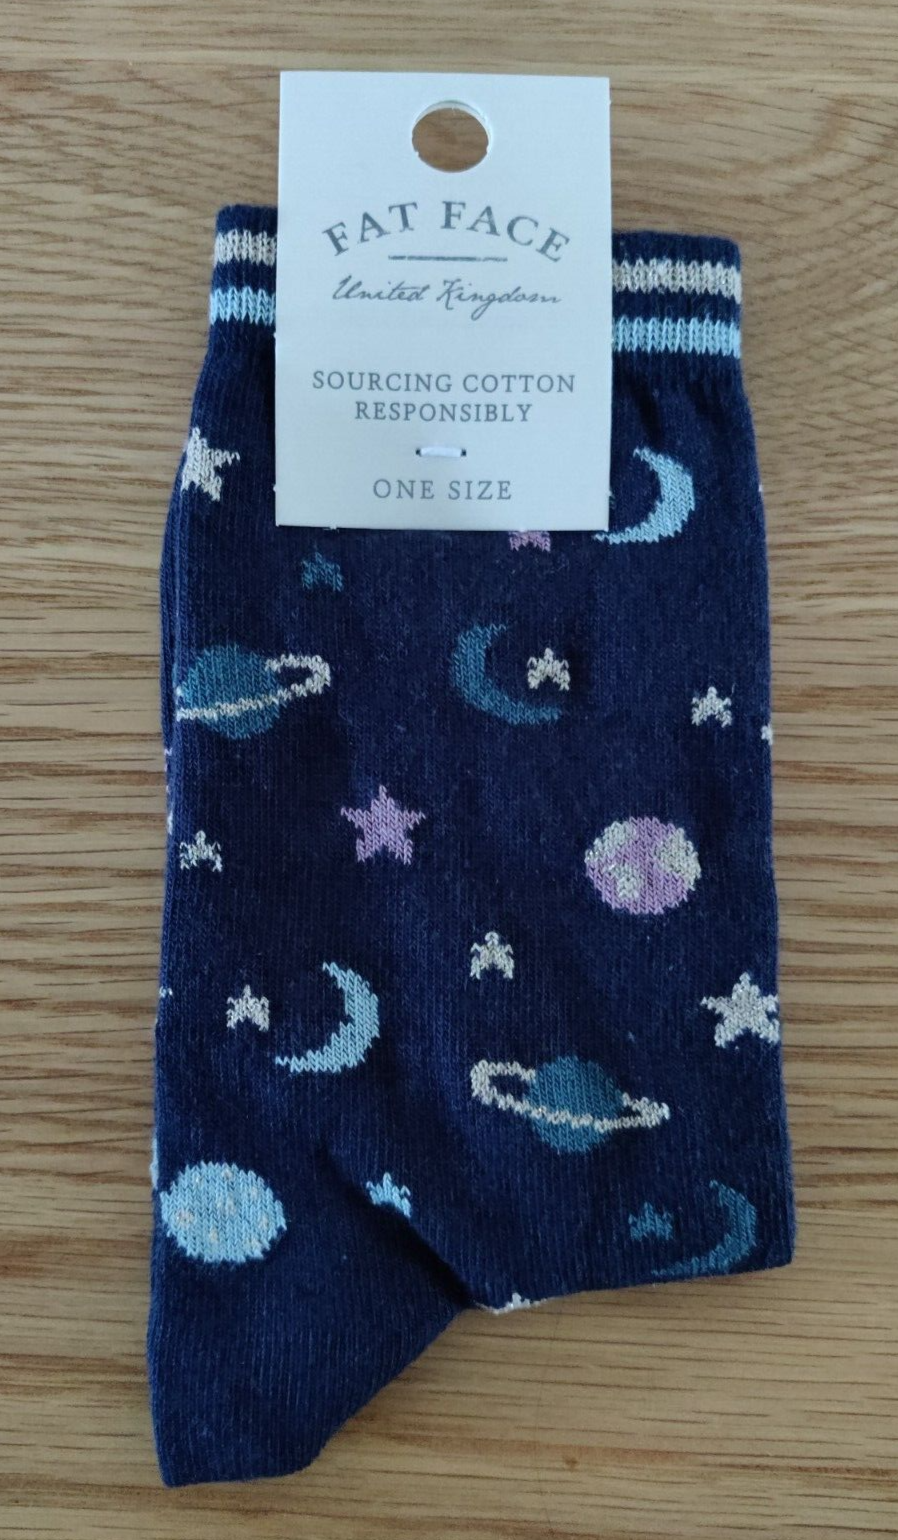 FAT FACE
United Kingdom
SOURCING COTTON
RESPONSIBLY
ONE SIZE